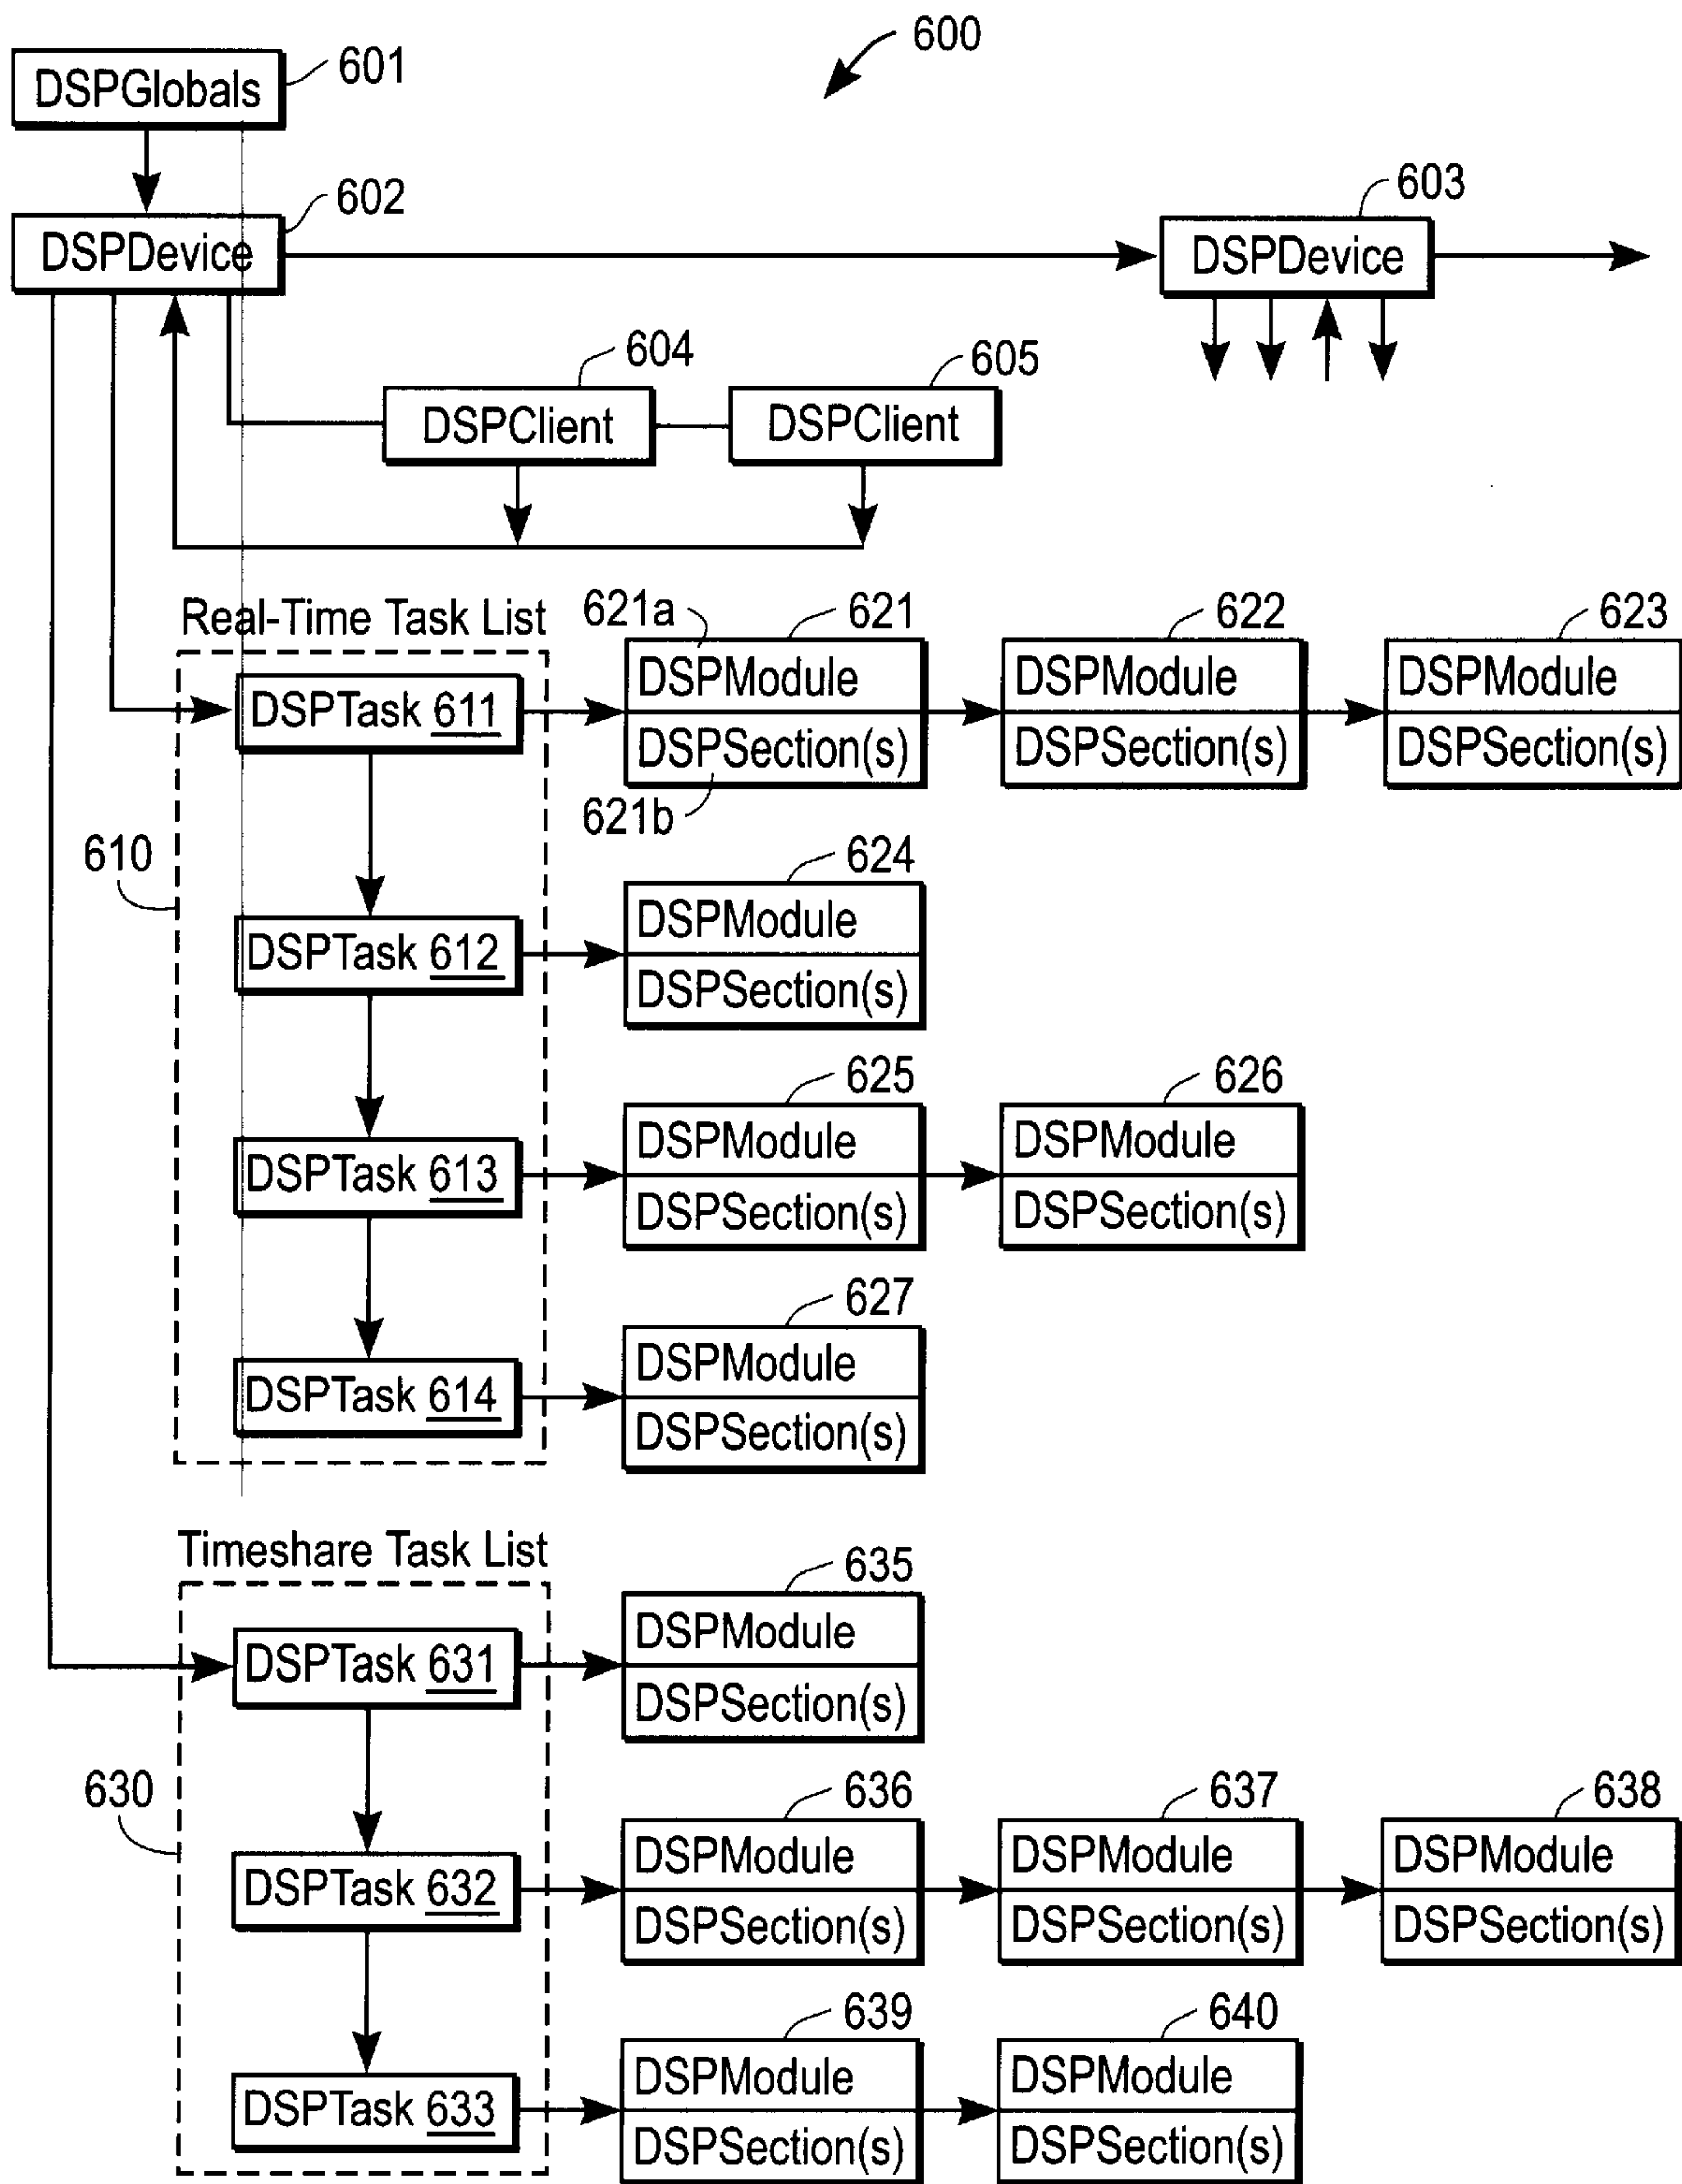 600
601
DSPGlobals
602
603
DSPDevice
DSPDevice
604
605
DSPClient
DSPClient
Real-Time Task List
621a
621
622
623
DSPModule
DSPModule
DSPModule
DSPTask 611
DSPSection(s)
DSPSection(s)
DSPSection(s)
621b
610
624
DSPModule
DSPTask 612
DSPSection(s)
625
626
DSPModule
DSPModule
DSPTask 613
DSPSection(s)
DSPSection(s)
627
DSPModule
DSPTask 614
DSPSection(s)
Timeshare Task List
635
DSPModule
DSPTask 631
DSPSection(s)
630
636
637
638
DSPModule
DSPModule
DSPModule
DSPTask 632
DSPSection(s)
DSPSection(s)
DSPSection(s)
639
640
DSPModule
DSPModule
DSPTask 633
DSPSection(s)
DSPSection(s)